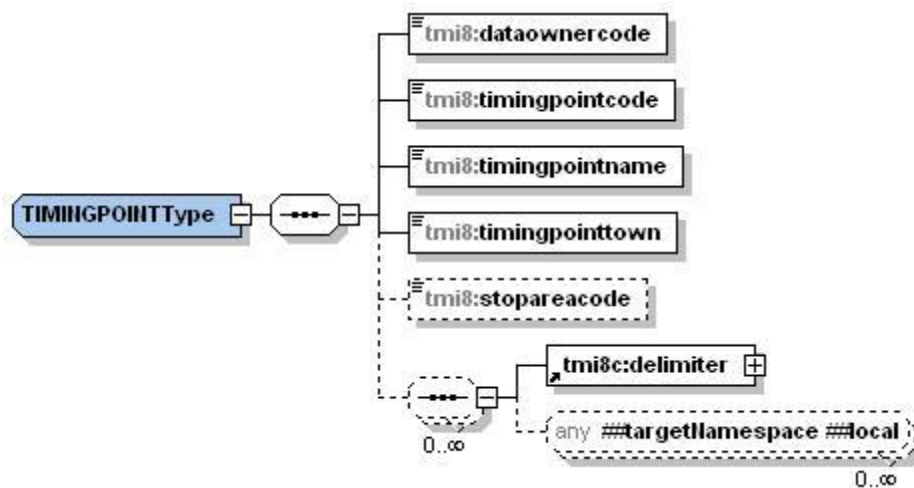 tmi8:dataownercode
tmi8:timingpointcode
tmi8:timingpointname
TIMINGPOINTType
tmi8:timingpointtown
tmi8:stopareacode
tmi8c:delimiter
0..∞
any ##targetNamespace ##local
0..∞